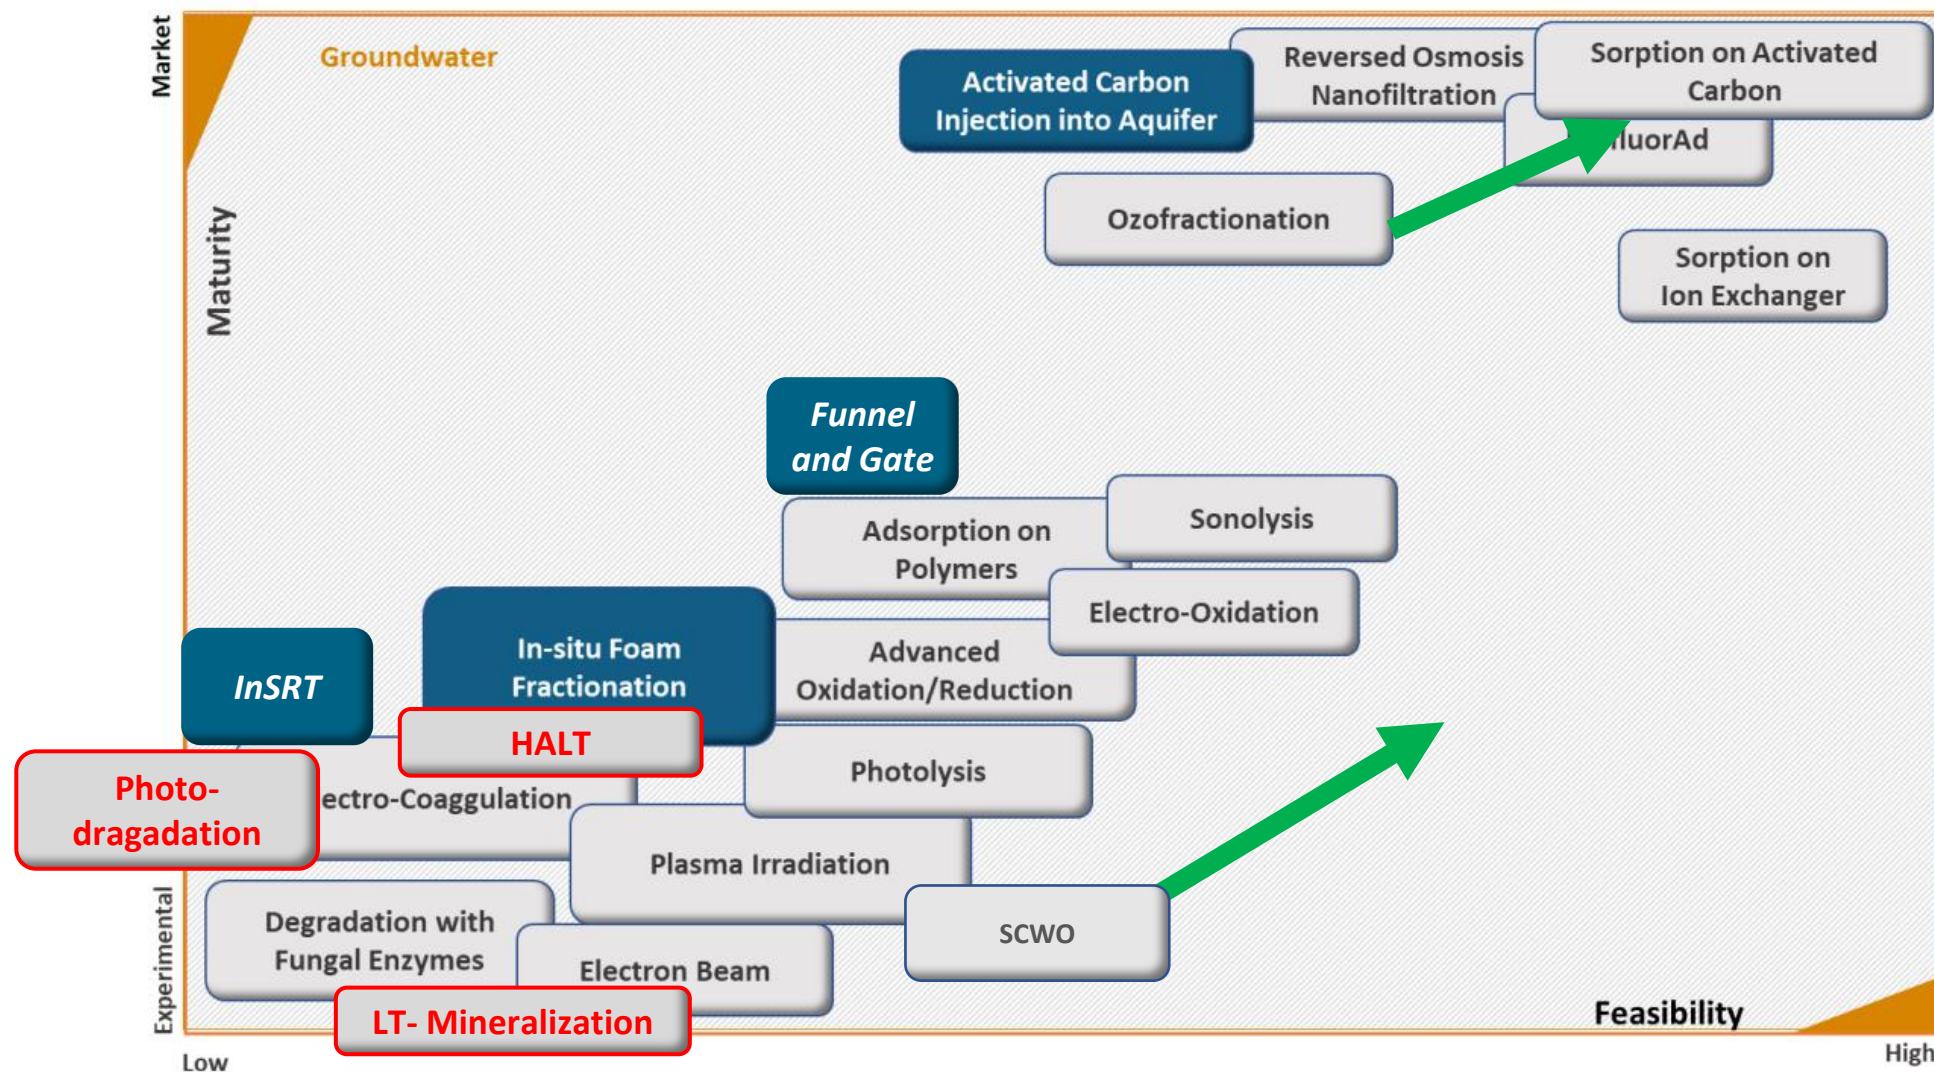 Market
Groundwater
Activated Carbon
Injection into Aquifer
Reversed Osmosis
Nanofiltration
Sorption on Activated
Carbon
luorAd
Maturity
Ozofractionation
Sorption on
Ion Exchanger
Funnel
and Gate
Adsorption on
Polymers
Sonolysis
Electro-Oxidation
In-situ Foam
Fractionation
Advanced
Oxidation/Reduction
InSRT
HALT
Photo-
dragadation
ectro-Coaggulation
Photolysis
Plasma Irradiation
Experimental
Degradation with
Fungal Enzymes
Electron Beam
SCWO
LT- Mineralization
Feasibility
Low
High